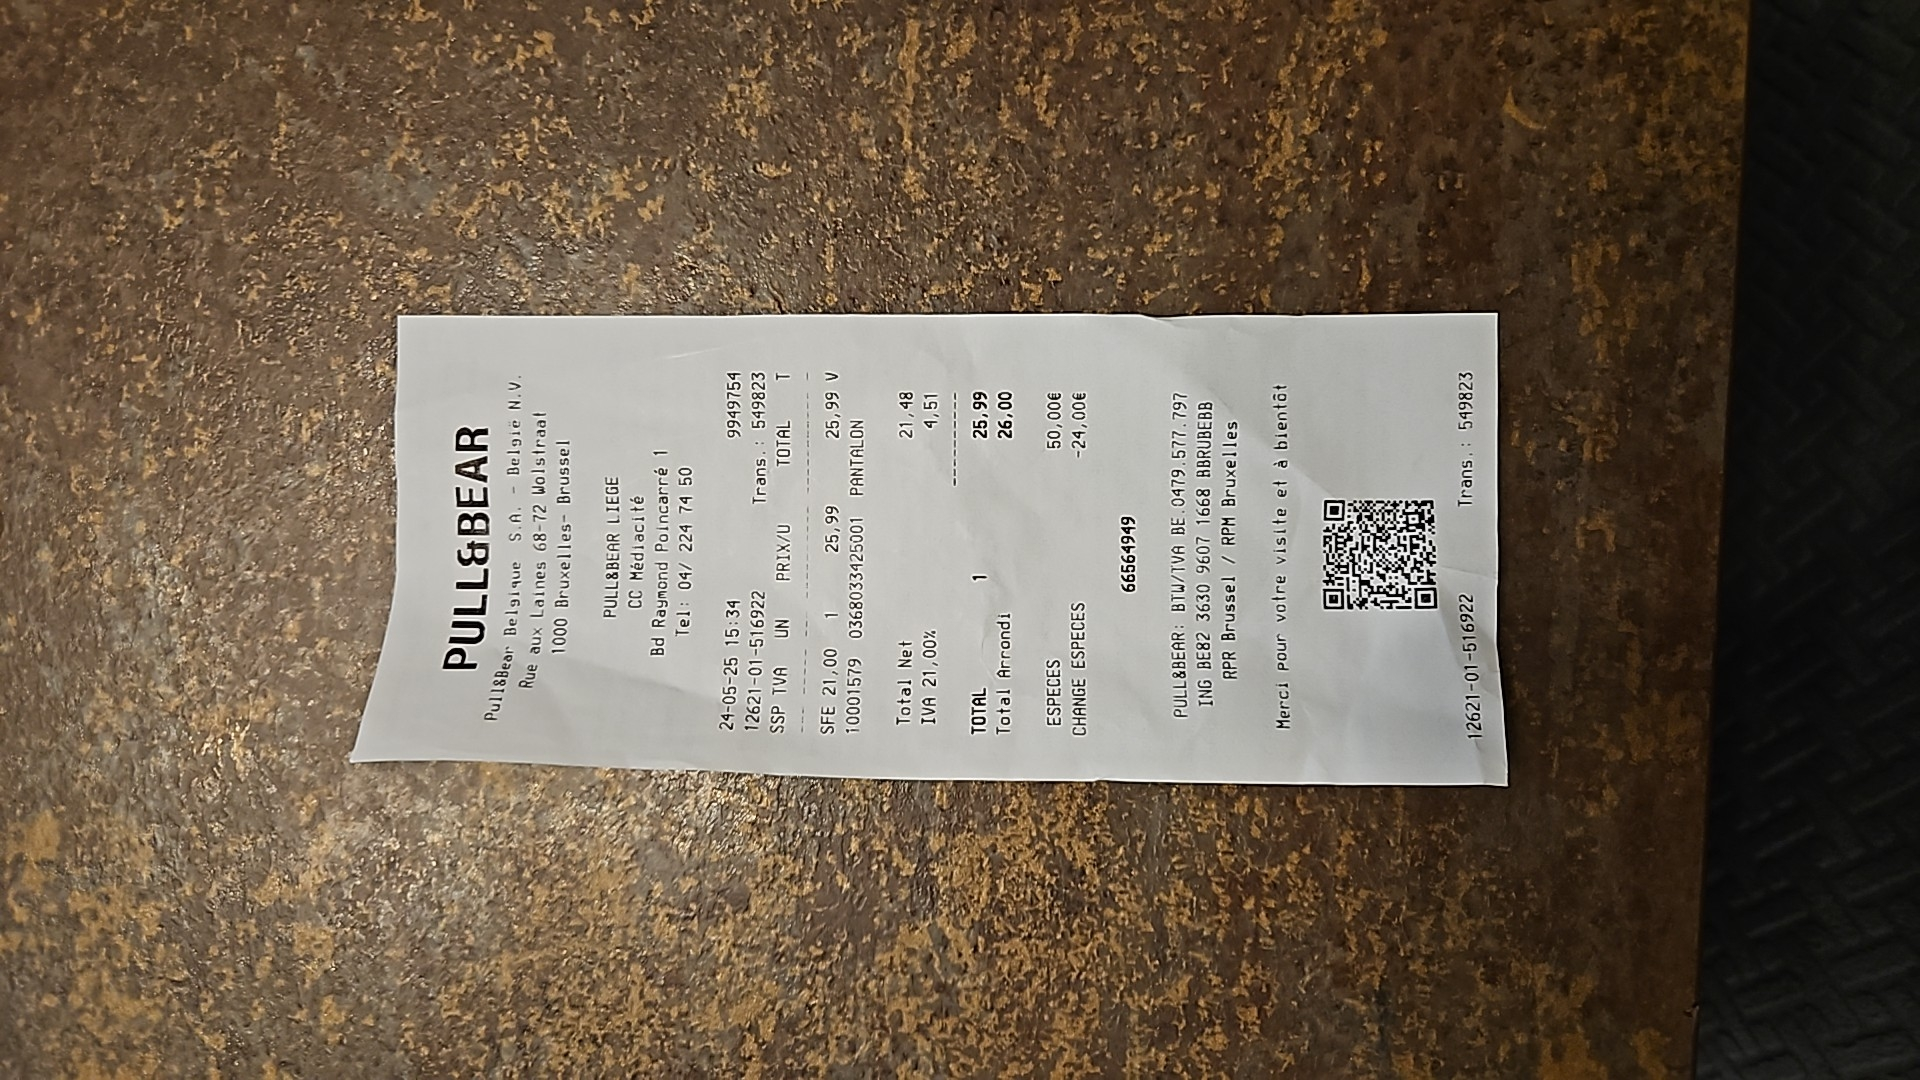 PULL&BEAR
Pull&Bear Belgique S.A. - België N.V.
Rue aux Laines 68-72 Wolstraat
1000 Bruxelles- Brussel
PULL&BEAR LIEGE
CC Médiacité
Bd Raymond Poincarré 1
Tel: 04/ 224 74 50
24-05-25 15:34 9949754
12621-01-516922 Trans.: 549823
SSP TVA UN PRIX/U TOTAL T
SFE 21,00 1 25,99 25,99 V
10001579 03680334250​01 PANTALON
Total Net 21,48
IVA 21,00% 4,51
TOTAL 1 25,99
Total Arrondi 26,00
ESPECES 50,00€
CHANGE ESPECES -24,00€
66564949
PULL&BEAR: BTW/TVA BE.0479.577.797
ING BE82 3630 9607 1668 BBRUBEBB
RPR Brussel / RPM Bruxelles
Merci pour votre visite et à bientôt
12621-01-516922 Trans.: 549823